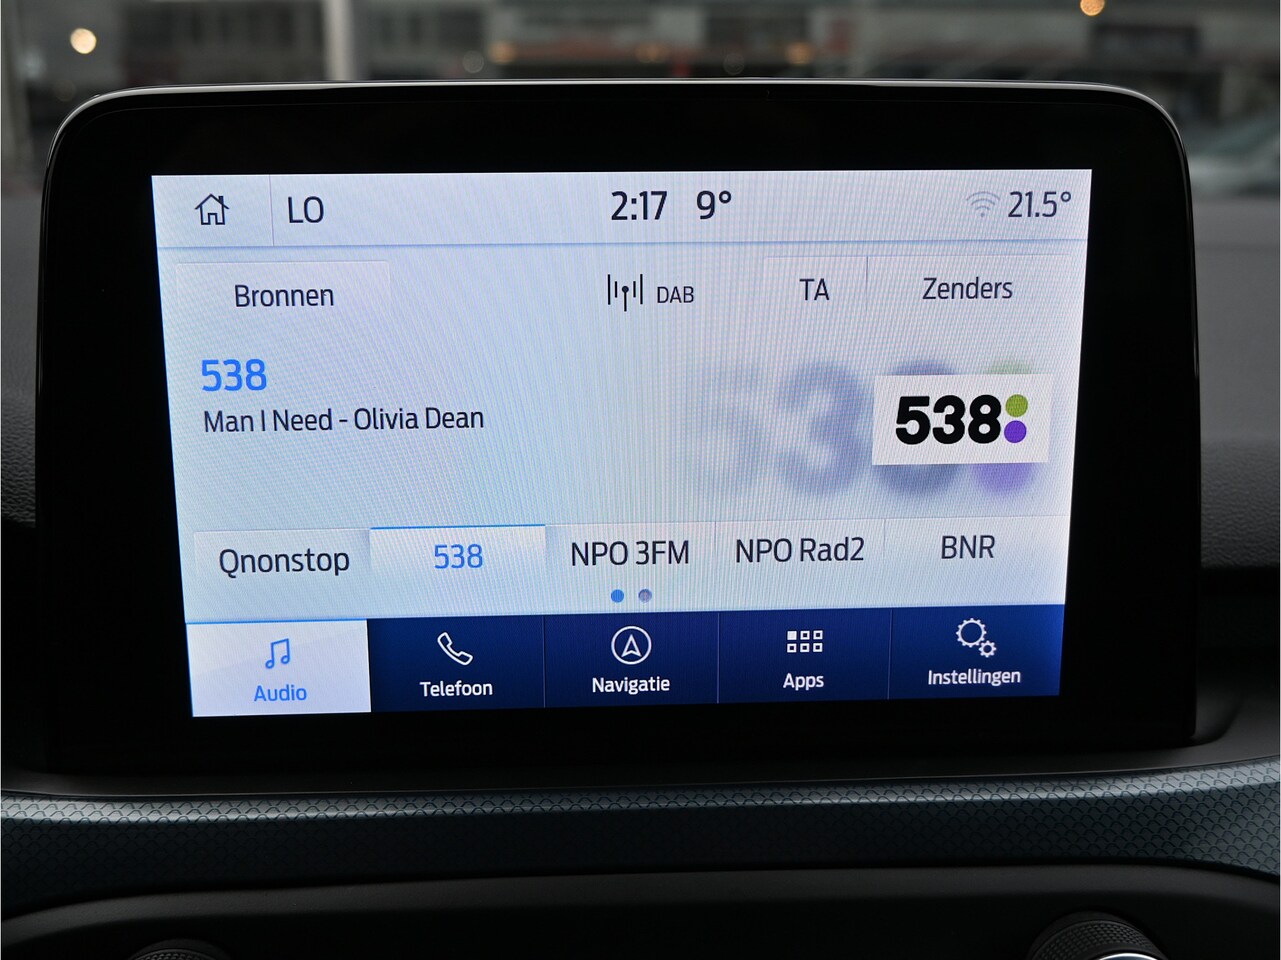 LO 2:17 9° 21.5°
Bronnen DAB TA Zenders
538
Man I Need - Olivia Dean
538
Qnonstop 538 NPO 3FM NPO Rad2 BNR
Audio Telefoon Navigatie Apps Instellingen